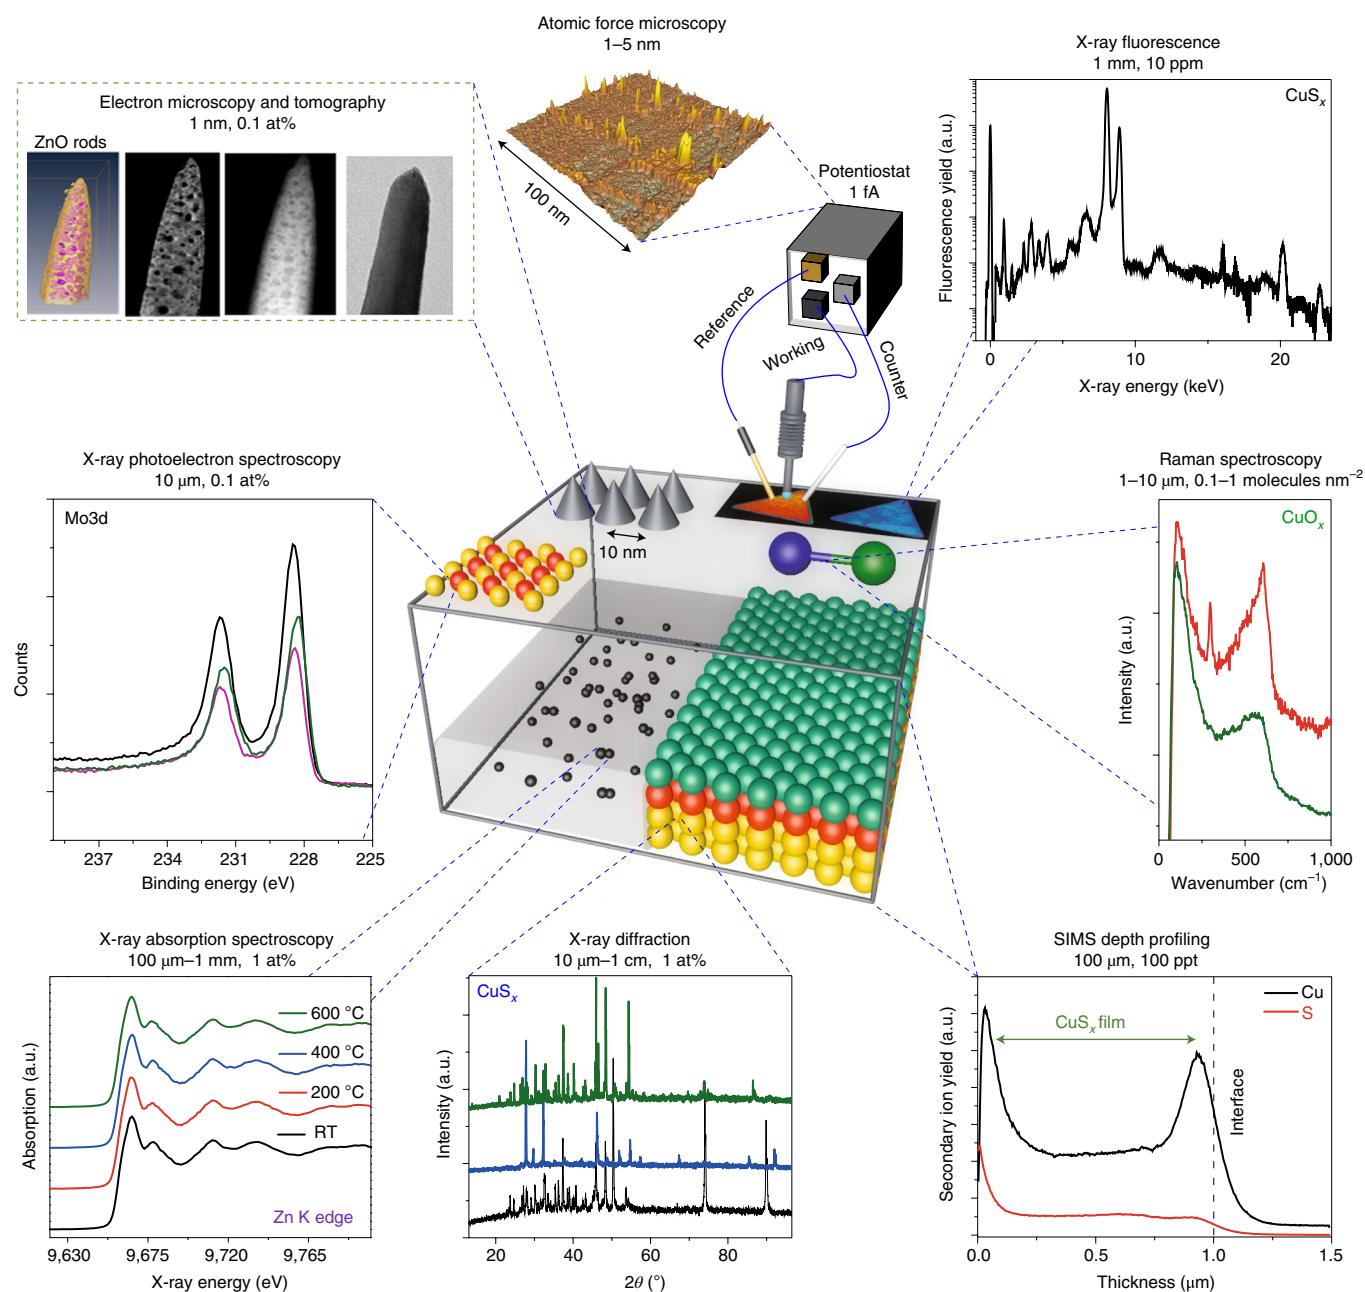 Atomic force microscopy
1–5 nm
100 nm
Electron microscopy and tomography
1 nm, 0.1 at%
ZnO rods
Potentiostat
1 fA
Reference
Working
Counter
X-ray fluorescence
1 mm, 10 ppm
CuSₓ
Fluorescence yield (a.u.)
0 10 20
X-ray energy (keV)
X-ray photoelectron spectroscopy
10 μm, 0.1 at%
Mo3d
Counts
237 234 231 228 225
Binding energy (eV)
10 nm
Raman spectroscopy
1–10 μm, 0.1–1 molecules nm⁻²
CuOₓ
Intensity (a.u.)
0 500 1,000
Wavenumber (cm⁻¹)
X-ray absorption spectroscopy
100 μm–1 mm, 1 at%
600 °C
400 °C
200 °C
RT
Zn K edge
Absorption (a.u.)
9,630 9,675 9,720 9,765
X-ray energy (eV)
X-ray diffraction
10 μm–1 cm, 1 at%
CuSₓ
Intensity (a.u.)
20 40 60 80
2θ (°)
SIMS depth profiling
100 μm, 100 ppt
Cu
S
CuSₓ film
Interface
Secondary ion yield (a.u.)
0.0 0.5 1.0 1.5
Thickness (μm)